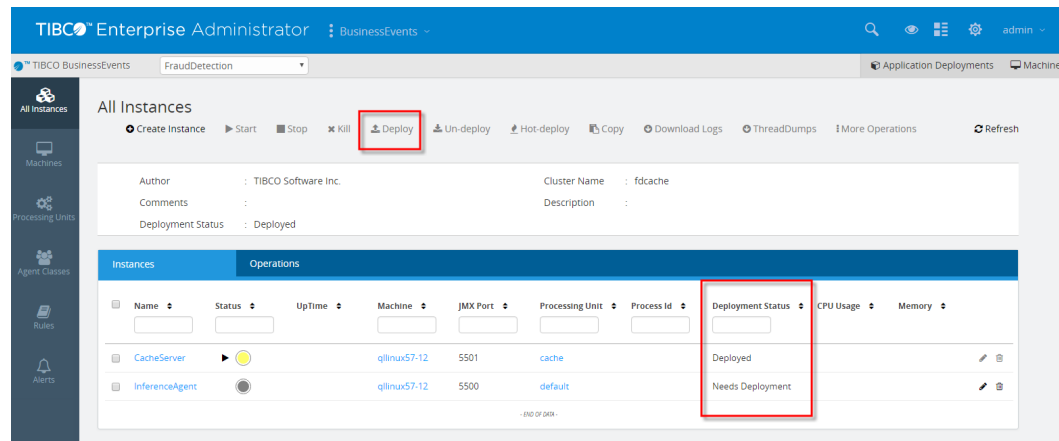 TIBCO™ Enterprise Administrator BusinessEvents admin
™ TIBCO BusinessEvents FraudDetection Application Deployments Machine
All Instances
Machines
Processing Units
Agent Classes
Rules
Alerts
All Instances
Create Instance Start Stop Kill Deploy Un-deploy Hot-deploy Copy Download Logs ThreadDumps More Operations Refresh
Author : TIBCO Software Inc. Cluster Name : fdcache
Comments : Description :
Deployment Status : Deployed
Instances Operations
Name Status UpTime Machine JMX Port Processing Unit Process Id Deployment Status CPU Usage Memory
CacheServer qllinux57-12 5501 cache Deployed
InferenceAgent qllinux57-12 5500 default Needs Deployment
- END OF DATA -